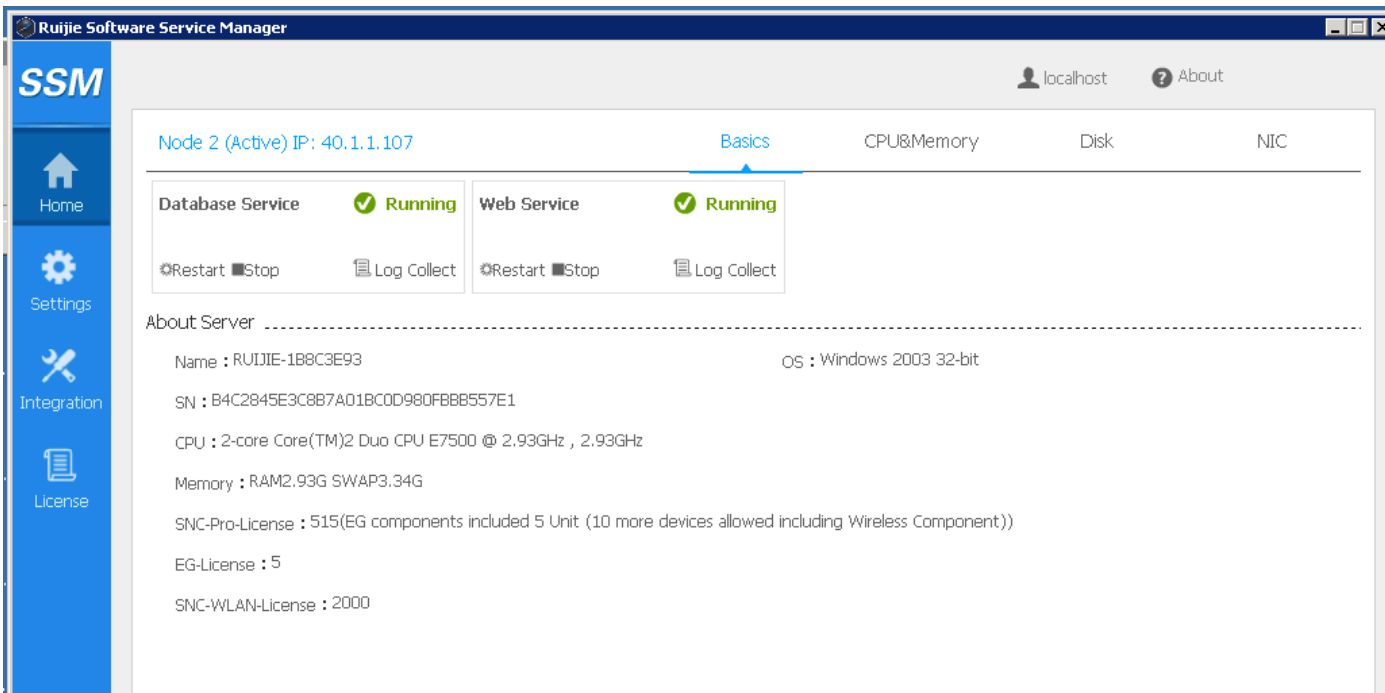 Ruijie Software Service Manager
SSM
localhost
About
Node 2 (Active) IP: 40.1.1.107
Basics
CPU&Memory
Disk
NIC
Home
Database Service Running
Web Service Running
Restart Stop Log Collect
Restart Stop Log Collect
Settings
About Server
Name : RUIJIE-1B8C3E93
OS : Windows 2003 32-bit
Integration
SN : B4C2845E3C8B7A01BC0D980FBBB557E1
CPU : 2-core Core(TM)2 Duo CPU E7500 @ 2.93GHz , 2.93GHz
Memory : RAM2.93G SWAP3.34G
License
SNC-Pro-License : 515(EG components included 5 Unit (10 more devices allowed including Wireless Component))
EG-License : 5
SNC-WLAN-License : 2000